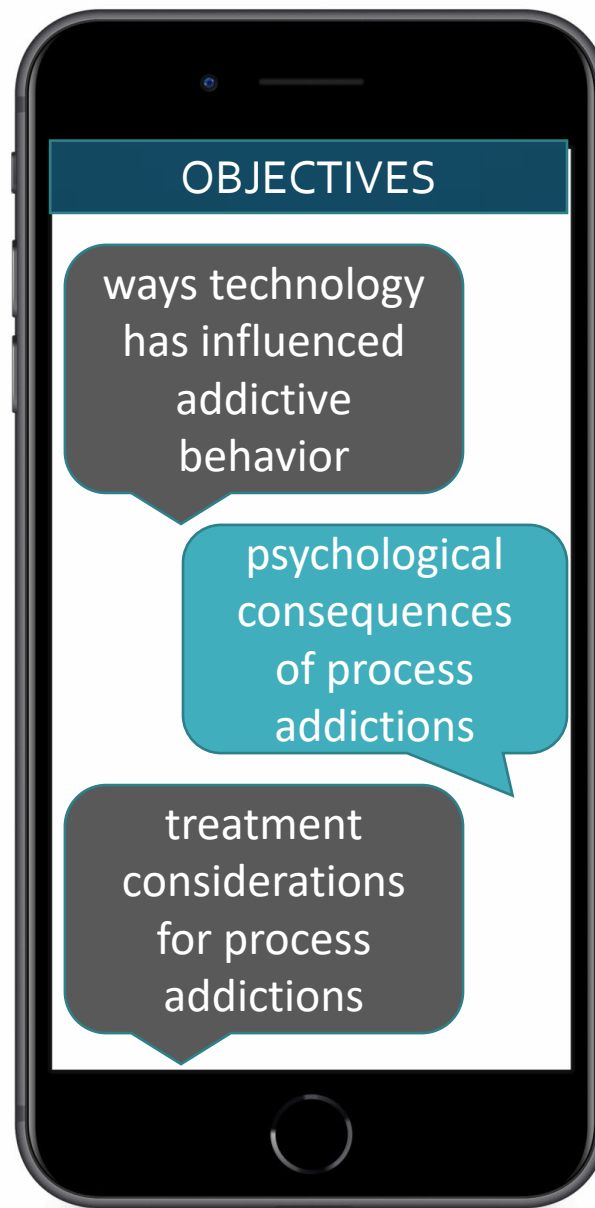 OBJECTIVES
ways technology
has influenced
addictive
behavior
psychological
consequences
of process
addictions
treatment
considerations
for process
addictions